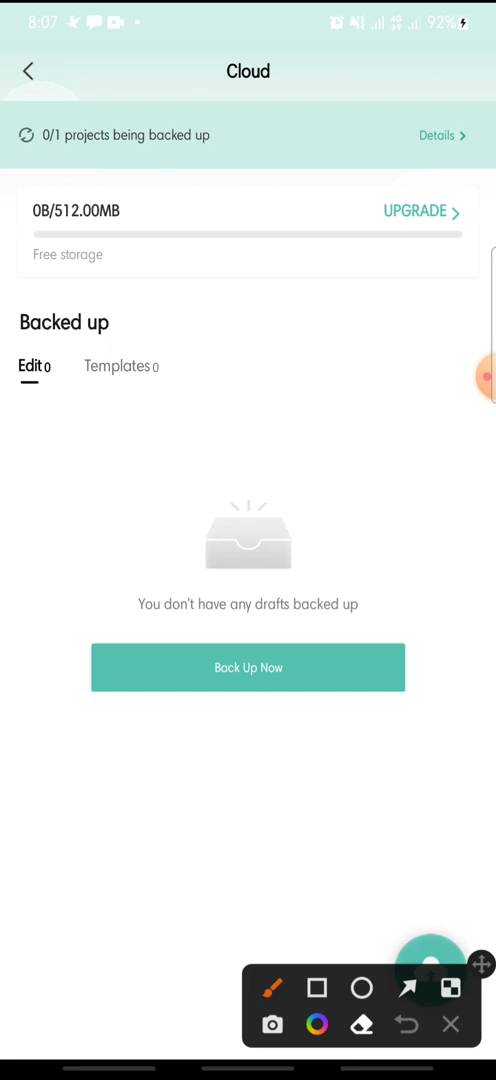 8:07
4G
92%
Cloud
0/1 projects being backed up
Details
0B/512.00MB
UPGRADE
Free storage
Backed up
Edit 0
Templates 0
You don't have any drafts backed up
Back Up Now